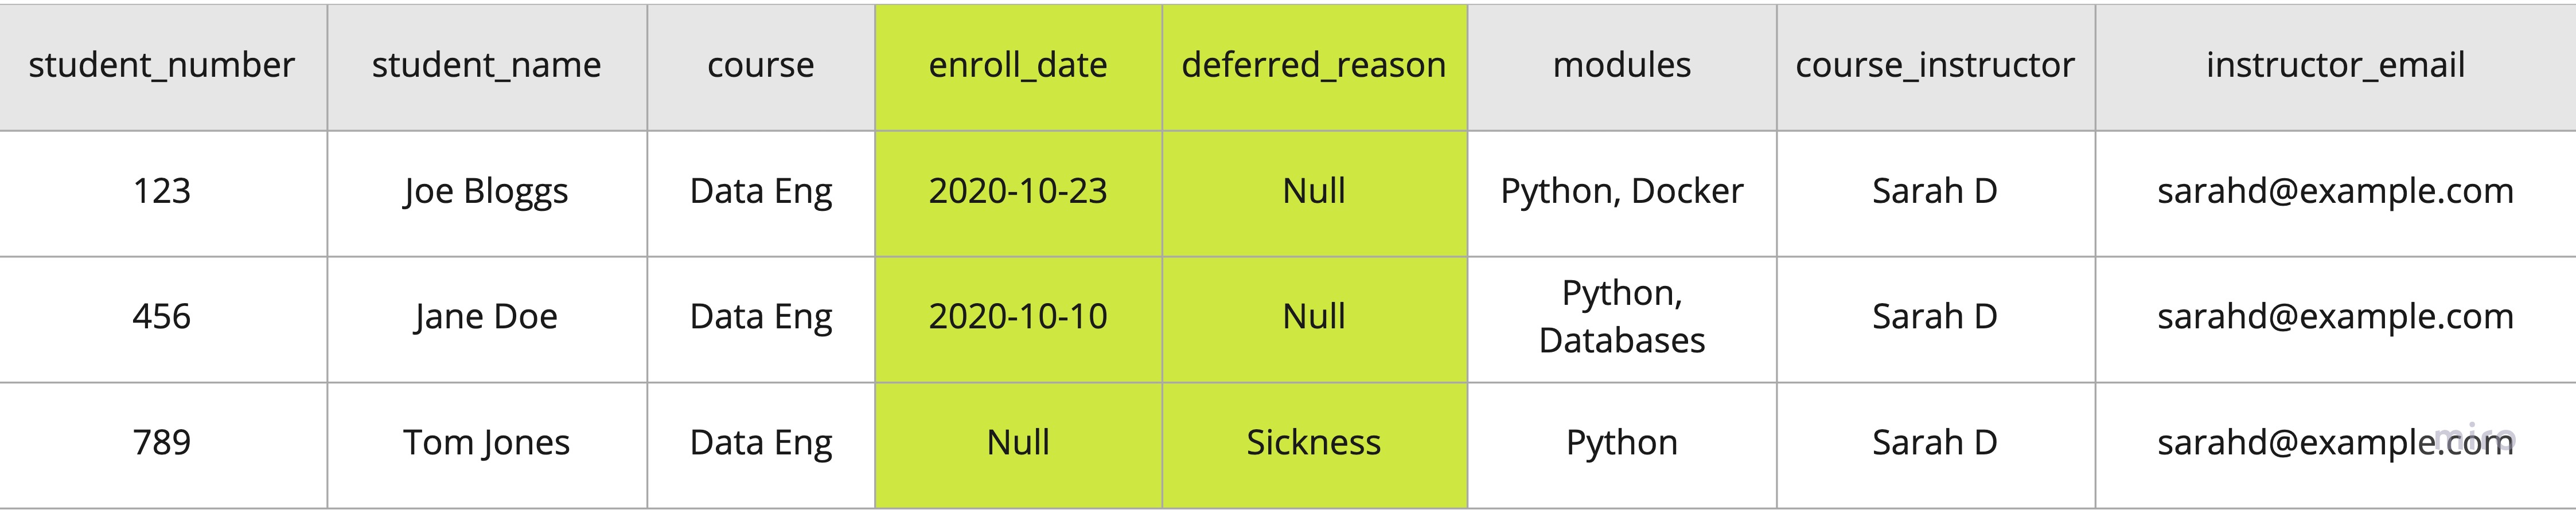 student_number student_name course enroll_date deferred_reason modules course_instructor instructor_email
123 Joe Bloggs Data Eng 2020-10-23 Null Python, Docker Sarah D sarahd@example.com
456 Jane Doe Data Eng 2020-10-10 Null Python, Databases Sarah D sarahd@example.com
789 Tom Jones Data Eng Null Sickness Python Sarah D sarahd@example.com
miro